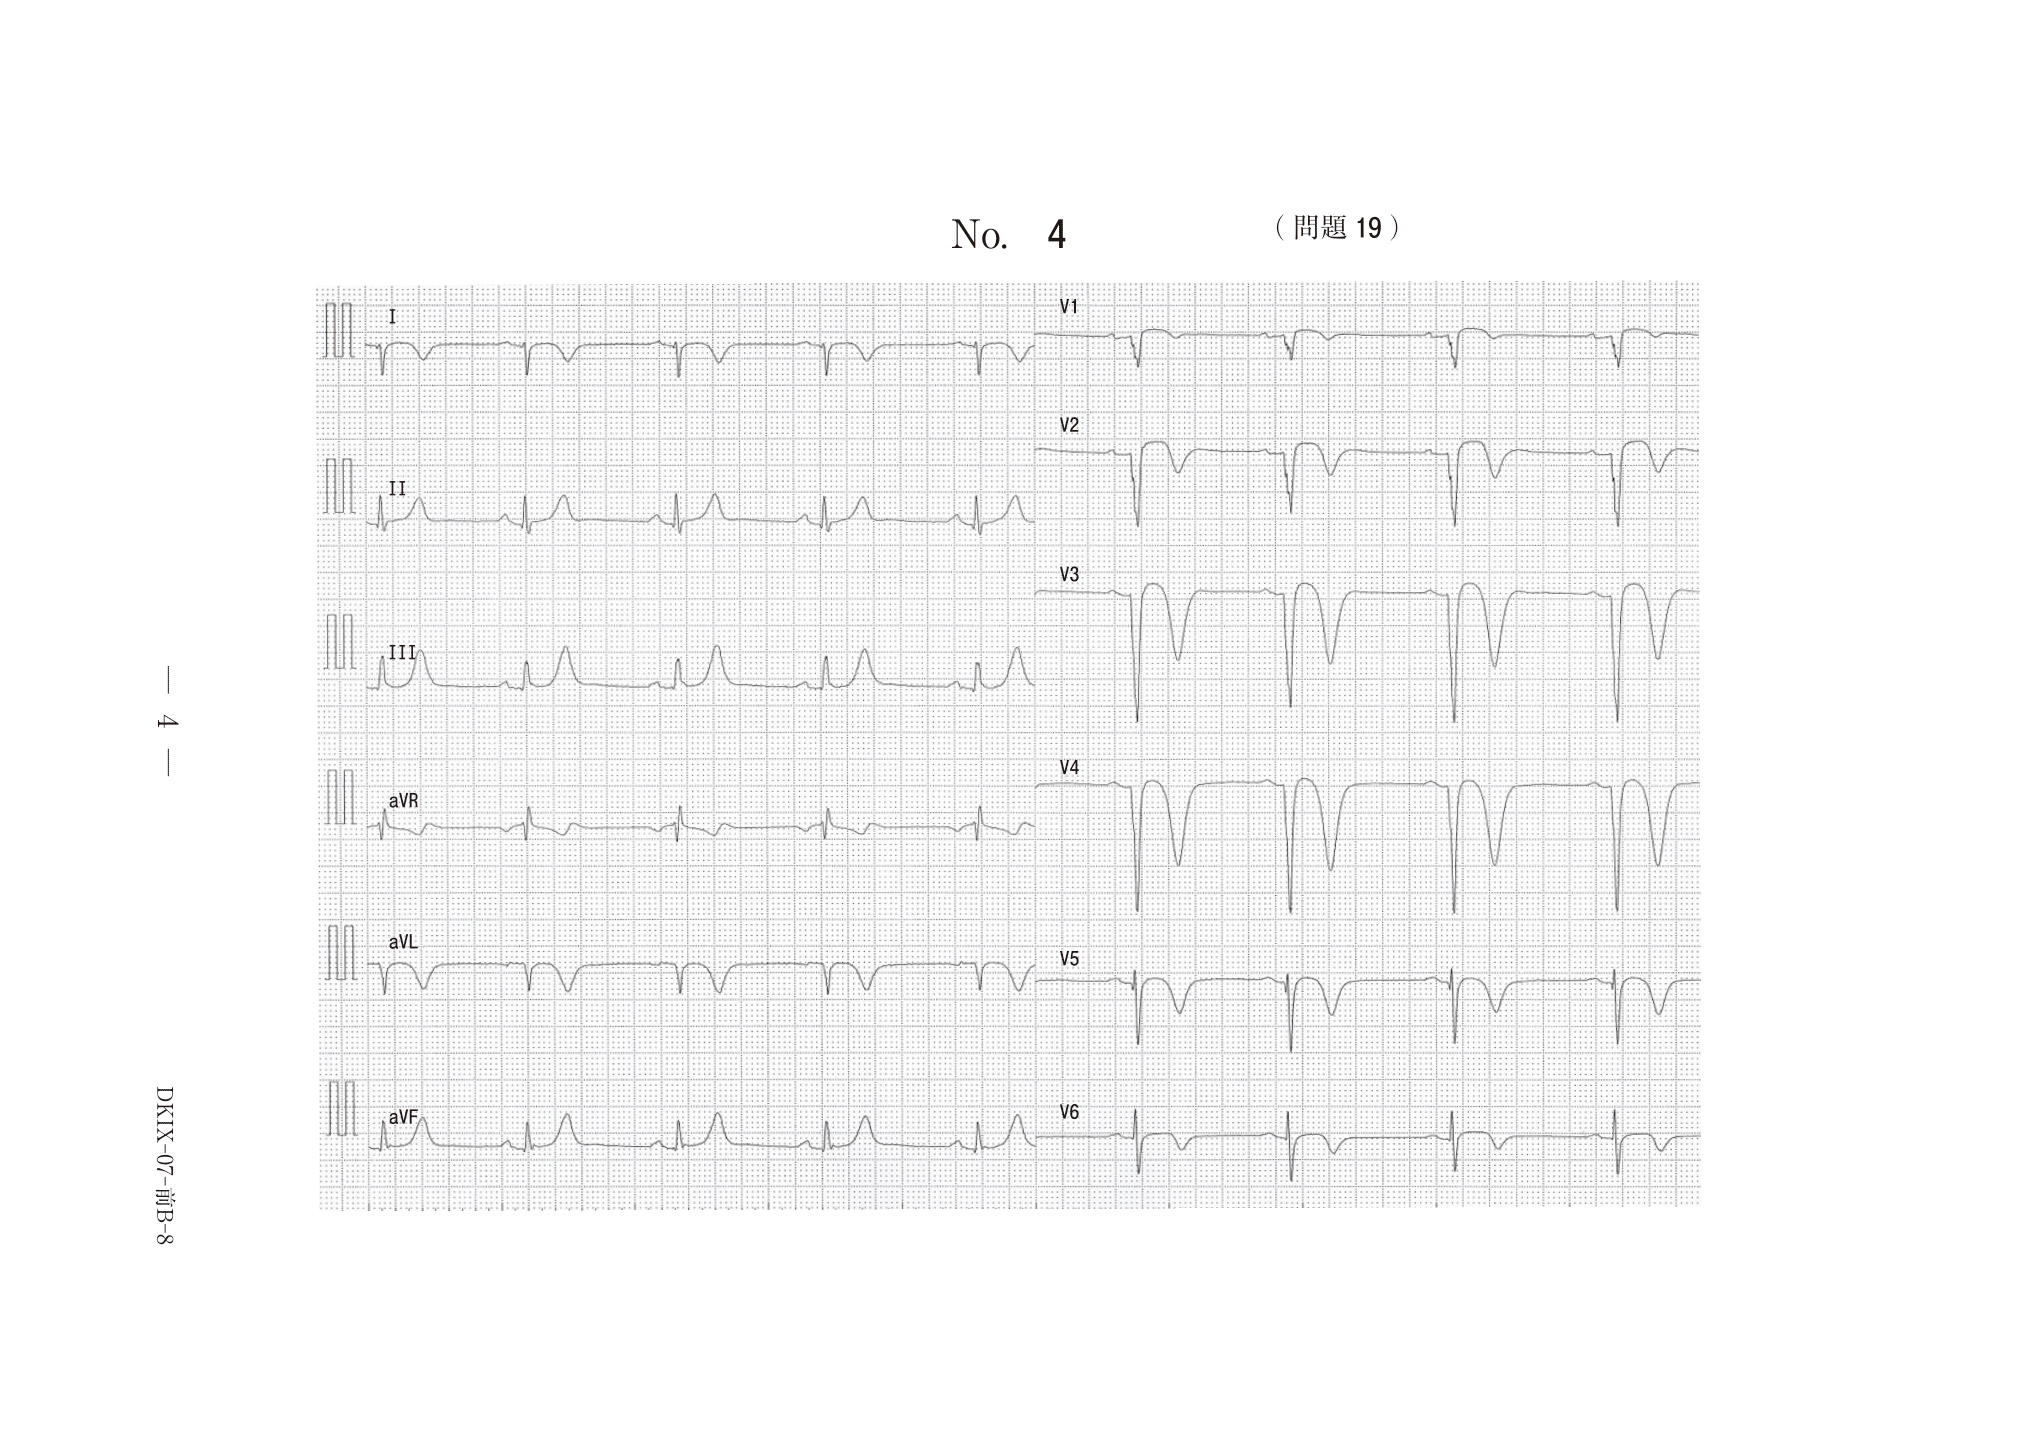 No. 4 (問題 19)
I
II
III
aVR
aVL
aVF
V1
V2
V3
V4
V5
V6
— 4 —
DKIX-07-前B-8